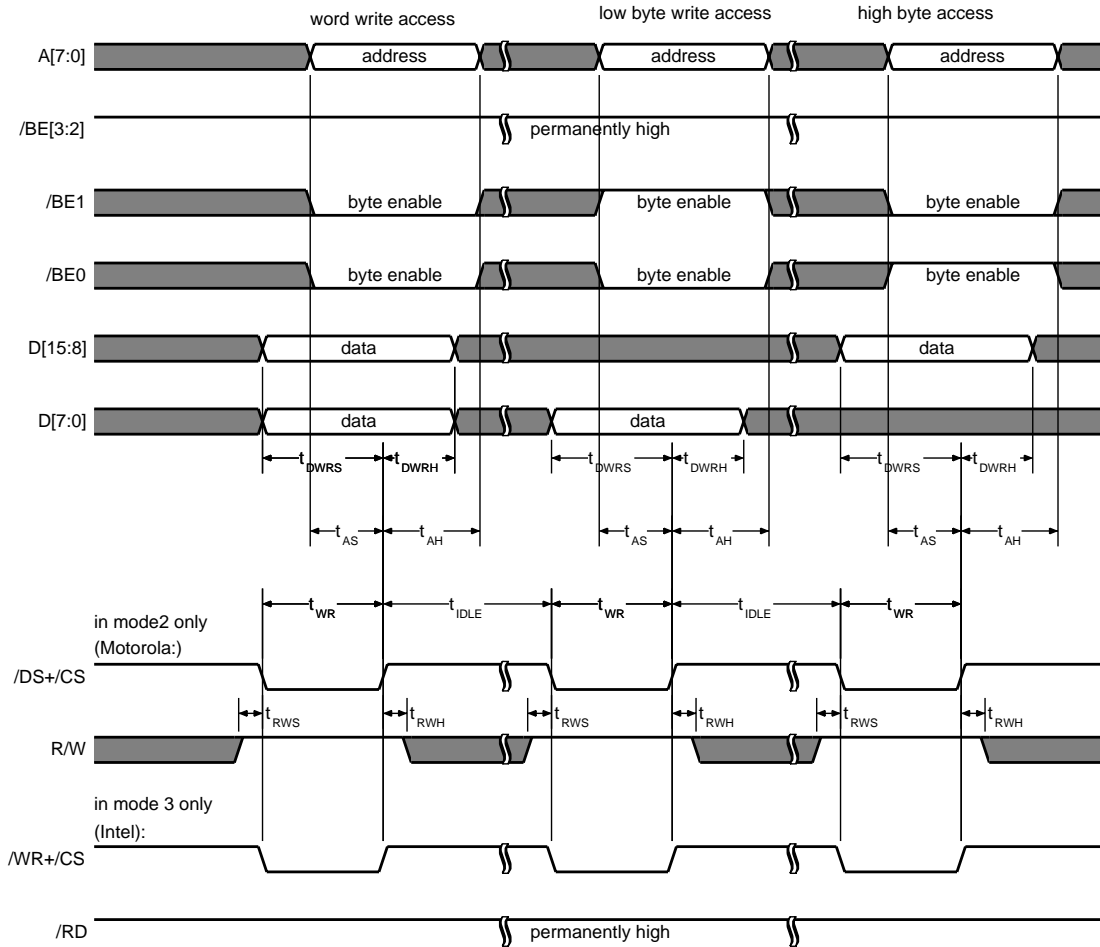 word write access low byte write access high byte access
A[7:0] address address address
/BE[3:2] permanently high
/BE1 byte enable byte enable byte enable
/BE0 byte enable byte enable byte enable
D[15:8] data data
D[7:0] data data
tDWRS tDWRH tDWRS tDWRH tDWRS tDWRH
tAS tAH tAS tAH tAS tAH
tWR tIDLE tWR tIDLE tWR
in mode2 only
(Motorola:)
/DS+/CS
tRWS tRWH tRWS tRWH tRWS tRWH
R/W
in mode 3 only
(Intel):
/WR+/CS
/RD permanently high